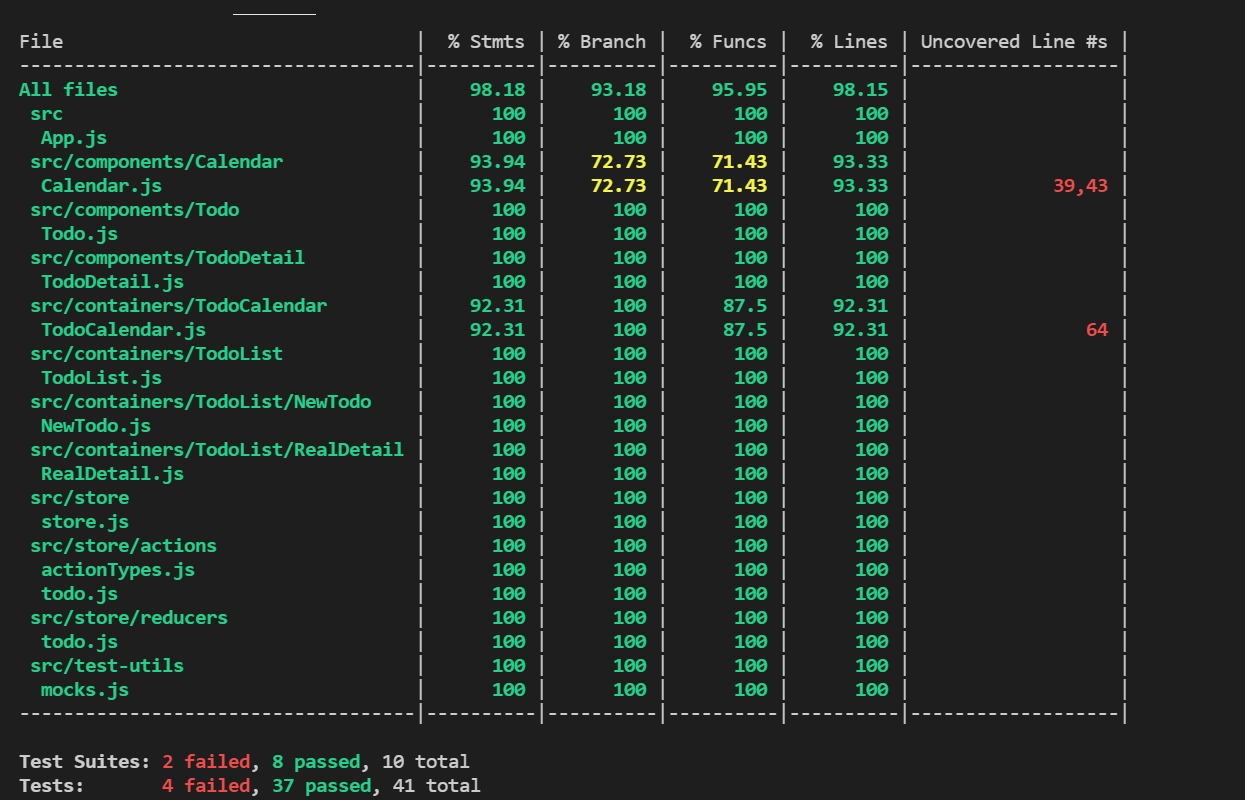 File | % Stmts | % Branch | % Funcs | % Lines | Uncovered Line #s |
------------------------------------|----------|----------|----------|----------|-------------------|
All files | 98.18 | 93.18 | 95.95 | 98.15 | |
src | 100 | 100 | 100 | 100 | |
App.js | 100 | 100 | 100 | 100 | |
src/components/Calendar | 93.94 | 72.73 | 71.43 | 93.33 | |
Calendar.js | 93.94 | 72.73 | 71.43 | 93.33 | 39,43 |
src/components/Todo | 100 | 100 | 100 | 100 | |
Todo.js | 100 | 100 | 100 | 100 | |
src/components/TodoDetail | 100 | 100 | 100 | 100 | |
TodoDetail.js | 100 | 100 | 100 | 100 | |
src/containers/TodoCalendar | 92.31 | 100 | 87.5 | 92.31 | |
TodoCalendar.js | 92.31 | 100 | 87.5 | 92.31 | 64 |
src/containers/TodoList | 100 | 100 | 100 | 100 | |
TodoList.js | 100 | 100 | 100 | 100 | |
src/containers/TodoList/NewTodo | 100 | 100 | 100 | 100 | |
NewTodo.js | 100 | 100 | 100 | 100 | |
src/containers/TodoList/RealDetail | 100 | 100 | 100 | 100 | |
RealDetail.js | 100 | 100 | 100 | 100 | |
src/store | 100 | 100 | 100 | 100 | |
store.js | 100 | 100 | 100 | 100 | |
src/store/actions | 100 | 100 | 100 | 100 | |
actionTypes.js | 100 | 100 | 100 | 100 | |
todo.js | 100 | 100 | 100 | 100 | |
src/store/reducers | 100 | 100 | 100 | 100 | |
todo.js | 100 | 100 | 100 | 100 | |
src/test-utils | 100 | 100 | 100 | 100 | |
mocks.js | 100 | 100 | 100 | 100 | |
------------------------------------|----------|----------|----------|----------|-------------------|
Test Suites: 2 failed, 8 passed, 10 total
Tests: 4 failed, 37 passed, 41 total